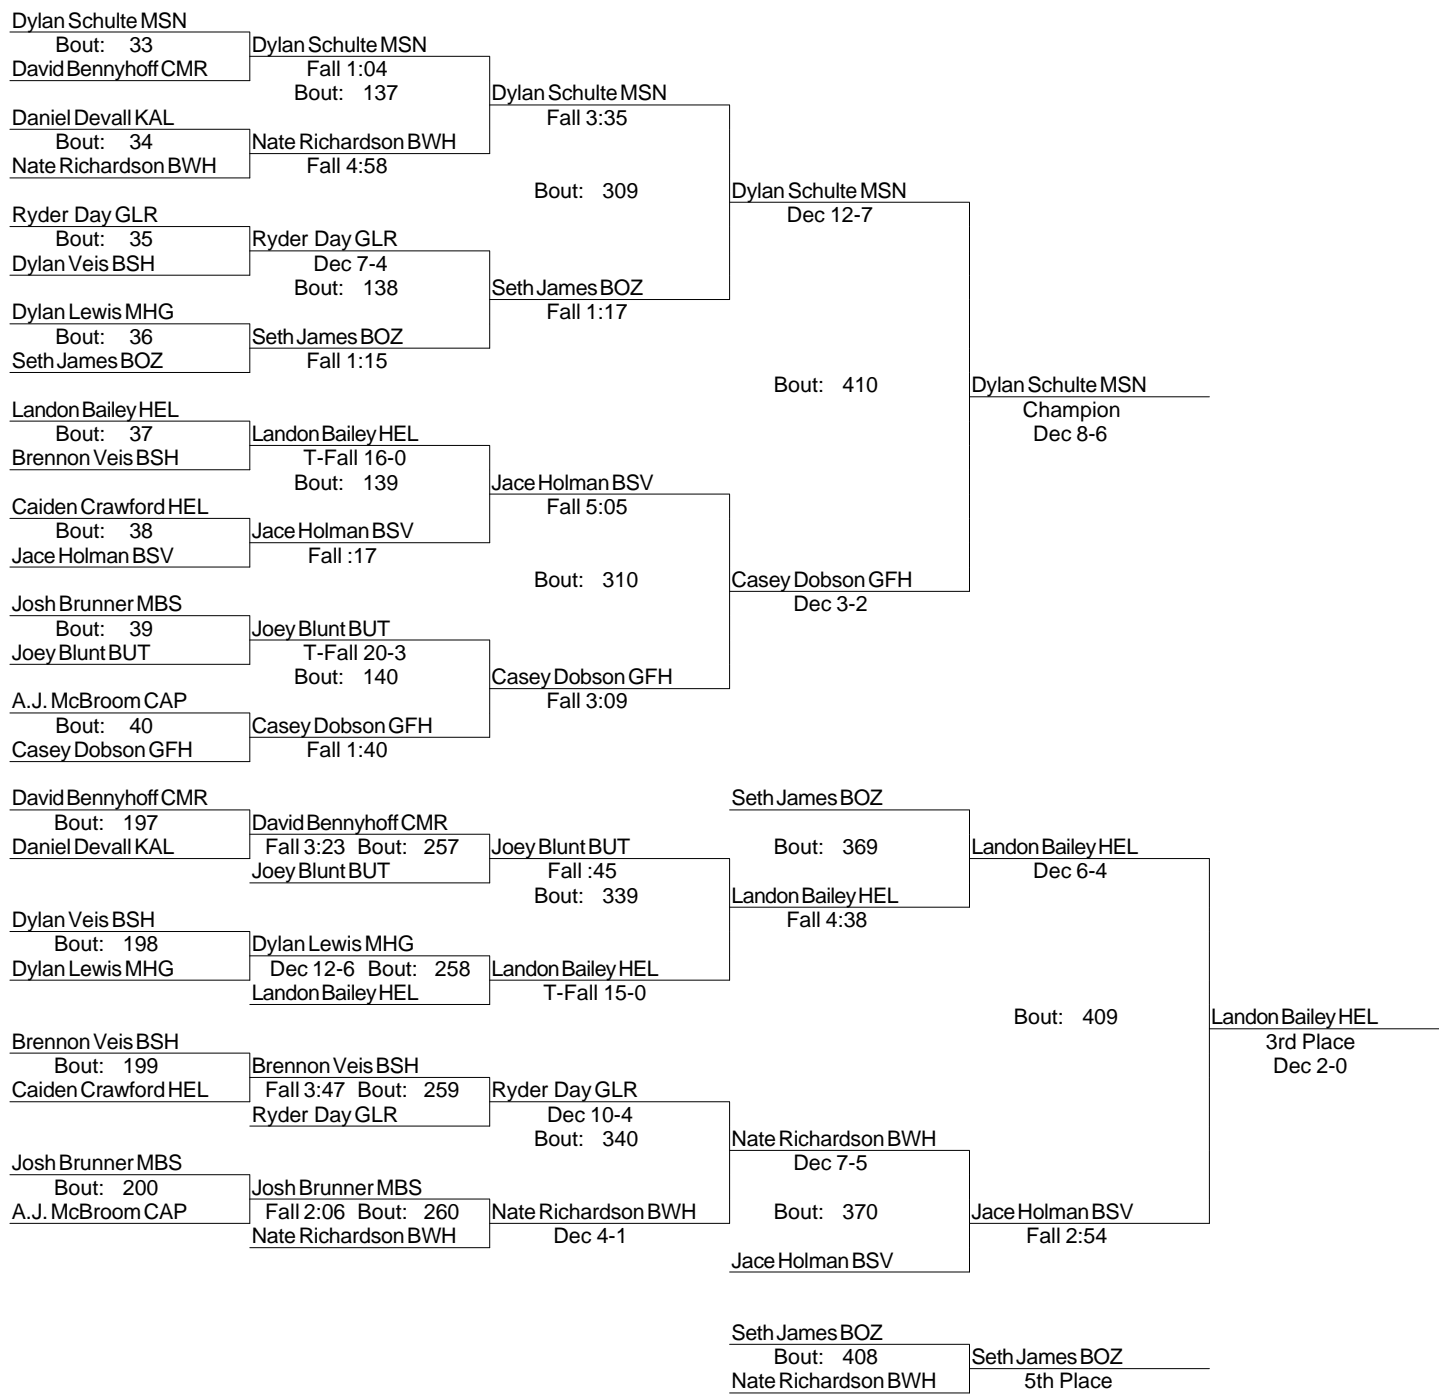 Dylan Schulte MSN
Bout: 33
Dylan Schulte MSN
David Bennyhoff CMR
Fall 1:04
Bout: 137
Dylan Schulte MSN
Daniel Devall KAL
Fall 3:35
Bout: 34
Nate Richardson BWH
Nate Richardson BWH
Fall 4:58
Bout: 309
Dylan Schulte MSN
Ryder Day GLR
Dec 12-7
Bout: 35
Ryder Day GLR
Dylan Veis BSH
Dec 7-4
Bout: 138
Seth James BOZ
Dylan Lewis MHG
Fall 1:17
Bout: 36
Seth James BOZ
Seth James BOZ
Fall 1:15
Bout: 410
Dylan Schulte MSN
Landon Bailey HEL
Champion
Bout: 37
Landon Bailey HEL
Dec 8-6
Brennon Veis BSH
T-Fall 16-0
Bout: 139
Jace Holman BSV
Caiden Crawford HEL
Fall 5:05
Bout: 38
Jace Holman BSV
Jace Holman BSV
Fall :17
Bout: 310
Casey Dobson GFH
Josh Brunner MBS
Dec 3-2
Bout: 39
Joey Blunt BUT
Joey Blunt BUT
T-Fall 20-3
Bout: 140
Casey Dobson GFH
A.J. McBroom CAP
Fall 3:09
Bout: 40
Casey Dobson GFH
Casey Dobson GFH
Fall 1:40
David Bennyhoff CMR
Seth James BOZ
Bout: 197
David Bennyhoff CMR
Daniel Devall KAL
Fall 3:23 Bout: 257
Joey Blunt BUT
Bout: 369
Landon Bailey HEL
Joey Blunt BUT
Fall :45
Dec 6-4
Bout: 339
Landon Bailey HEL
Dylan Veis BSH
Fall 4:38
Bout: 198
Dylan Lewis MHG
Dylan Lewis MHG
Dec 12-6 Bout: 258
Landon Bailey HEL
Landon Bailey HEL
T-Fall 15-0
Bout: 409
Landon Bailey HEL
Brennon Veis BSH
3rd Place
Bout: 199
Brennon Veis BSH
Dec 2-0
Caiden Crawford HEL
Fall 3:47 Bout: 259
Ryder Day GLR
Ryder Day GLR
Dec 10-4
Bout: 340
Nate Richardson BWH
Josh Brunner MBS
Dec 7-5
Bout: 200
Josh Brunner MBS
A.J. McBroom CAP
Fall 2:06 Bout: 260
Nate Richardson BWH
Bout: 370
Jace Holman BSV
Nate Richardson BWH
Dec 4-1
Fall 2:54
Jace Holman BSV
Seth James BOZ
Bout: 408
Seth James BOZ
Nate Richardson BWH
5th Place